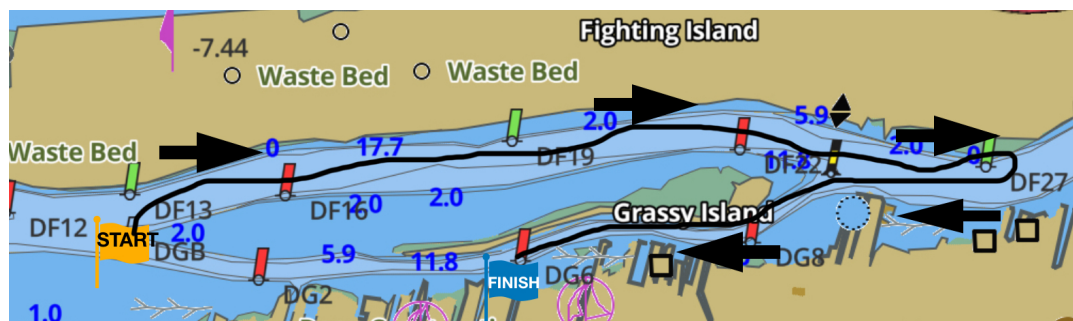 Fighting Island
-7.44
Waste Bed
Waste Bed
5.9
2.0
0
17.7
2.0
Waste Bed
DF19
11.8
DF22
0
DF27
DF13
DF16
2.0
2.0
Grassy Island
DF12
START
2.0
DGB
5.9
11.8
DG6
DG8
FINISH
DG2
1.0